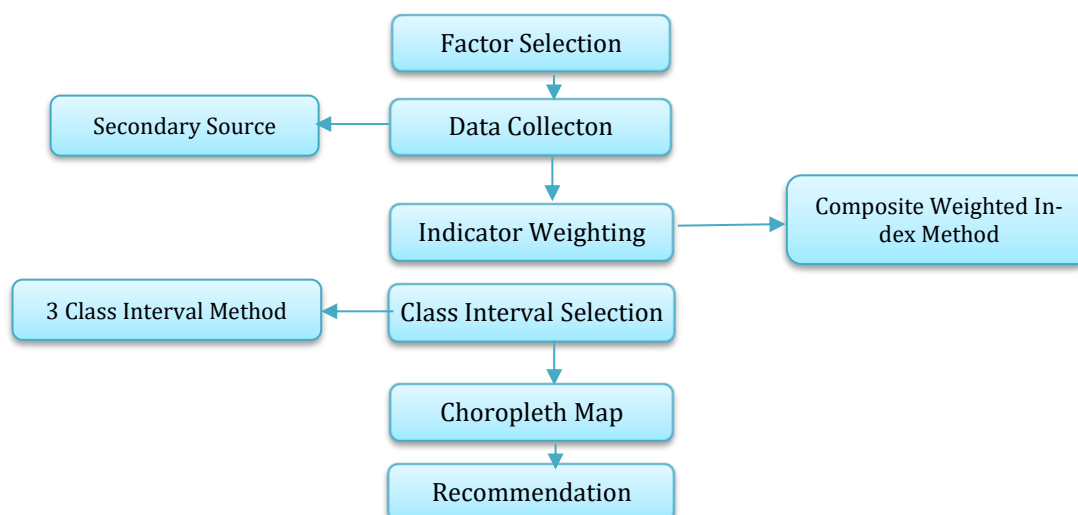 Factor Selection
Secondary Source
Data Collecton
Indicator Weighting
Composite Weighted In-
dex Method
3 Class Interval Method
Class Interval Selection
Choropleth Map
Recommendation